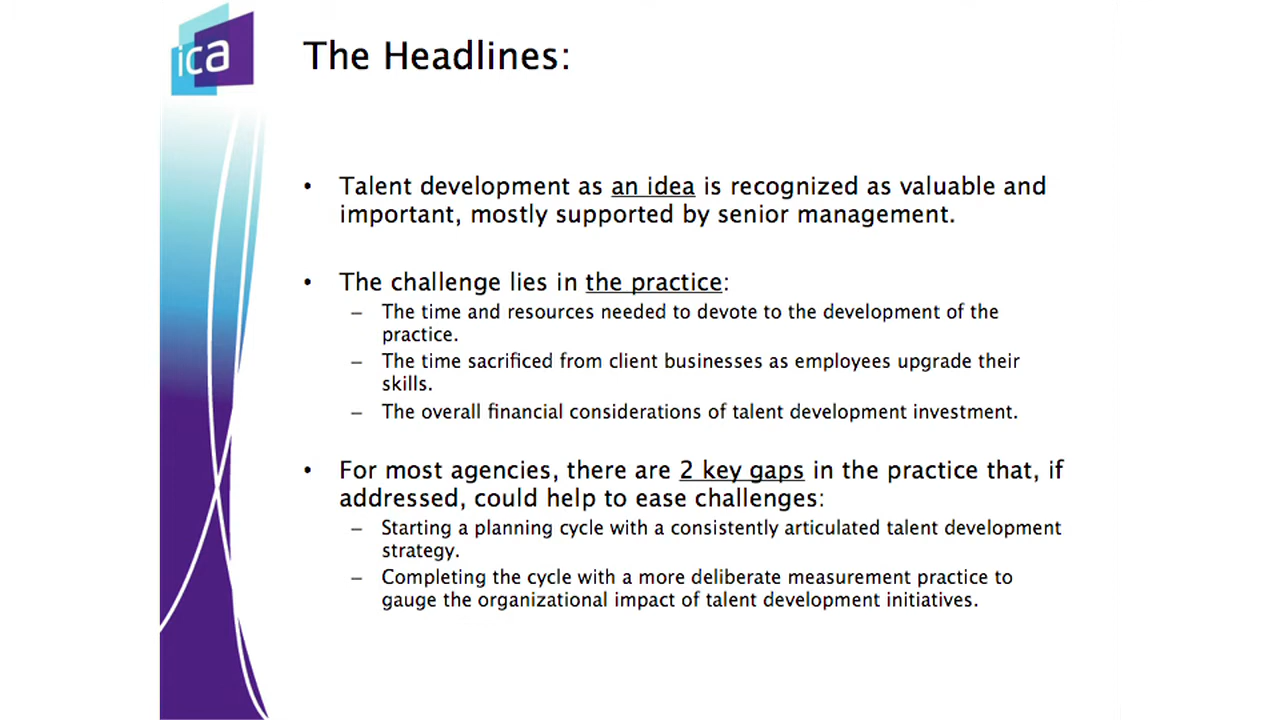 ica
The Headlines:
• Talent development as an idea is recognized as valuable and
important, mostly supported by senior management.
• The challenge lies in the practice:
– The time and resources needed to devote to the development of the
practice.
– The time sacrificed from client businesses as employees upgrade their
skills.
– The overall financial considerations of talent development investment.
• For most agencies, there are 2 key gaps in the practice that, if
addressed, could help to ease challenges:
– Starting a planning cycle with a consistently articulated talent development
strategy.
– Completing the cycle with a more deliberate measurement practice to
gauge the organizational impact of talent development initiatives.